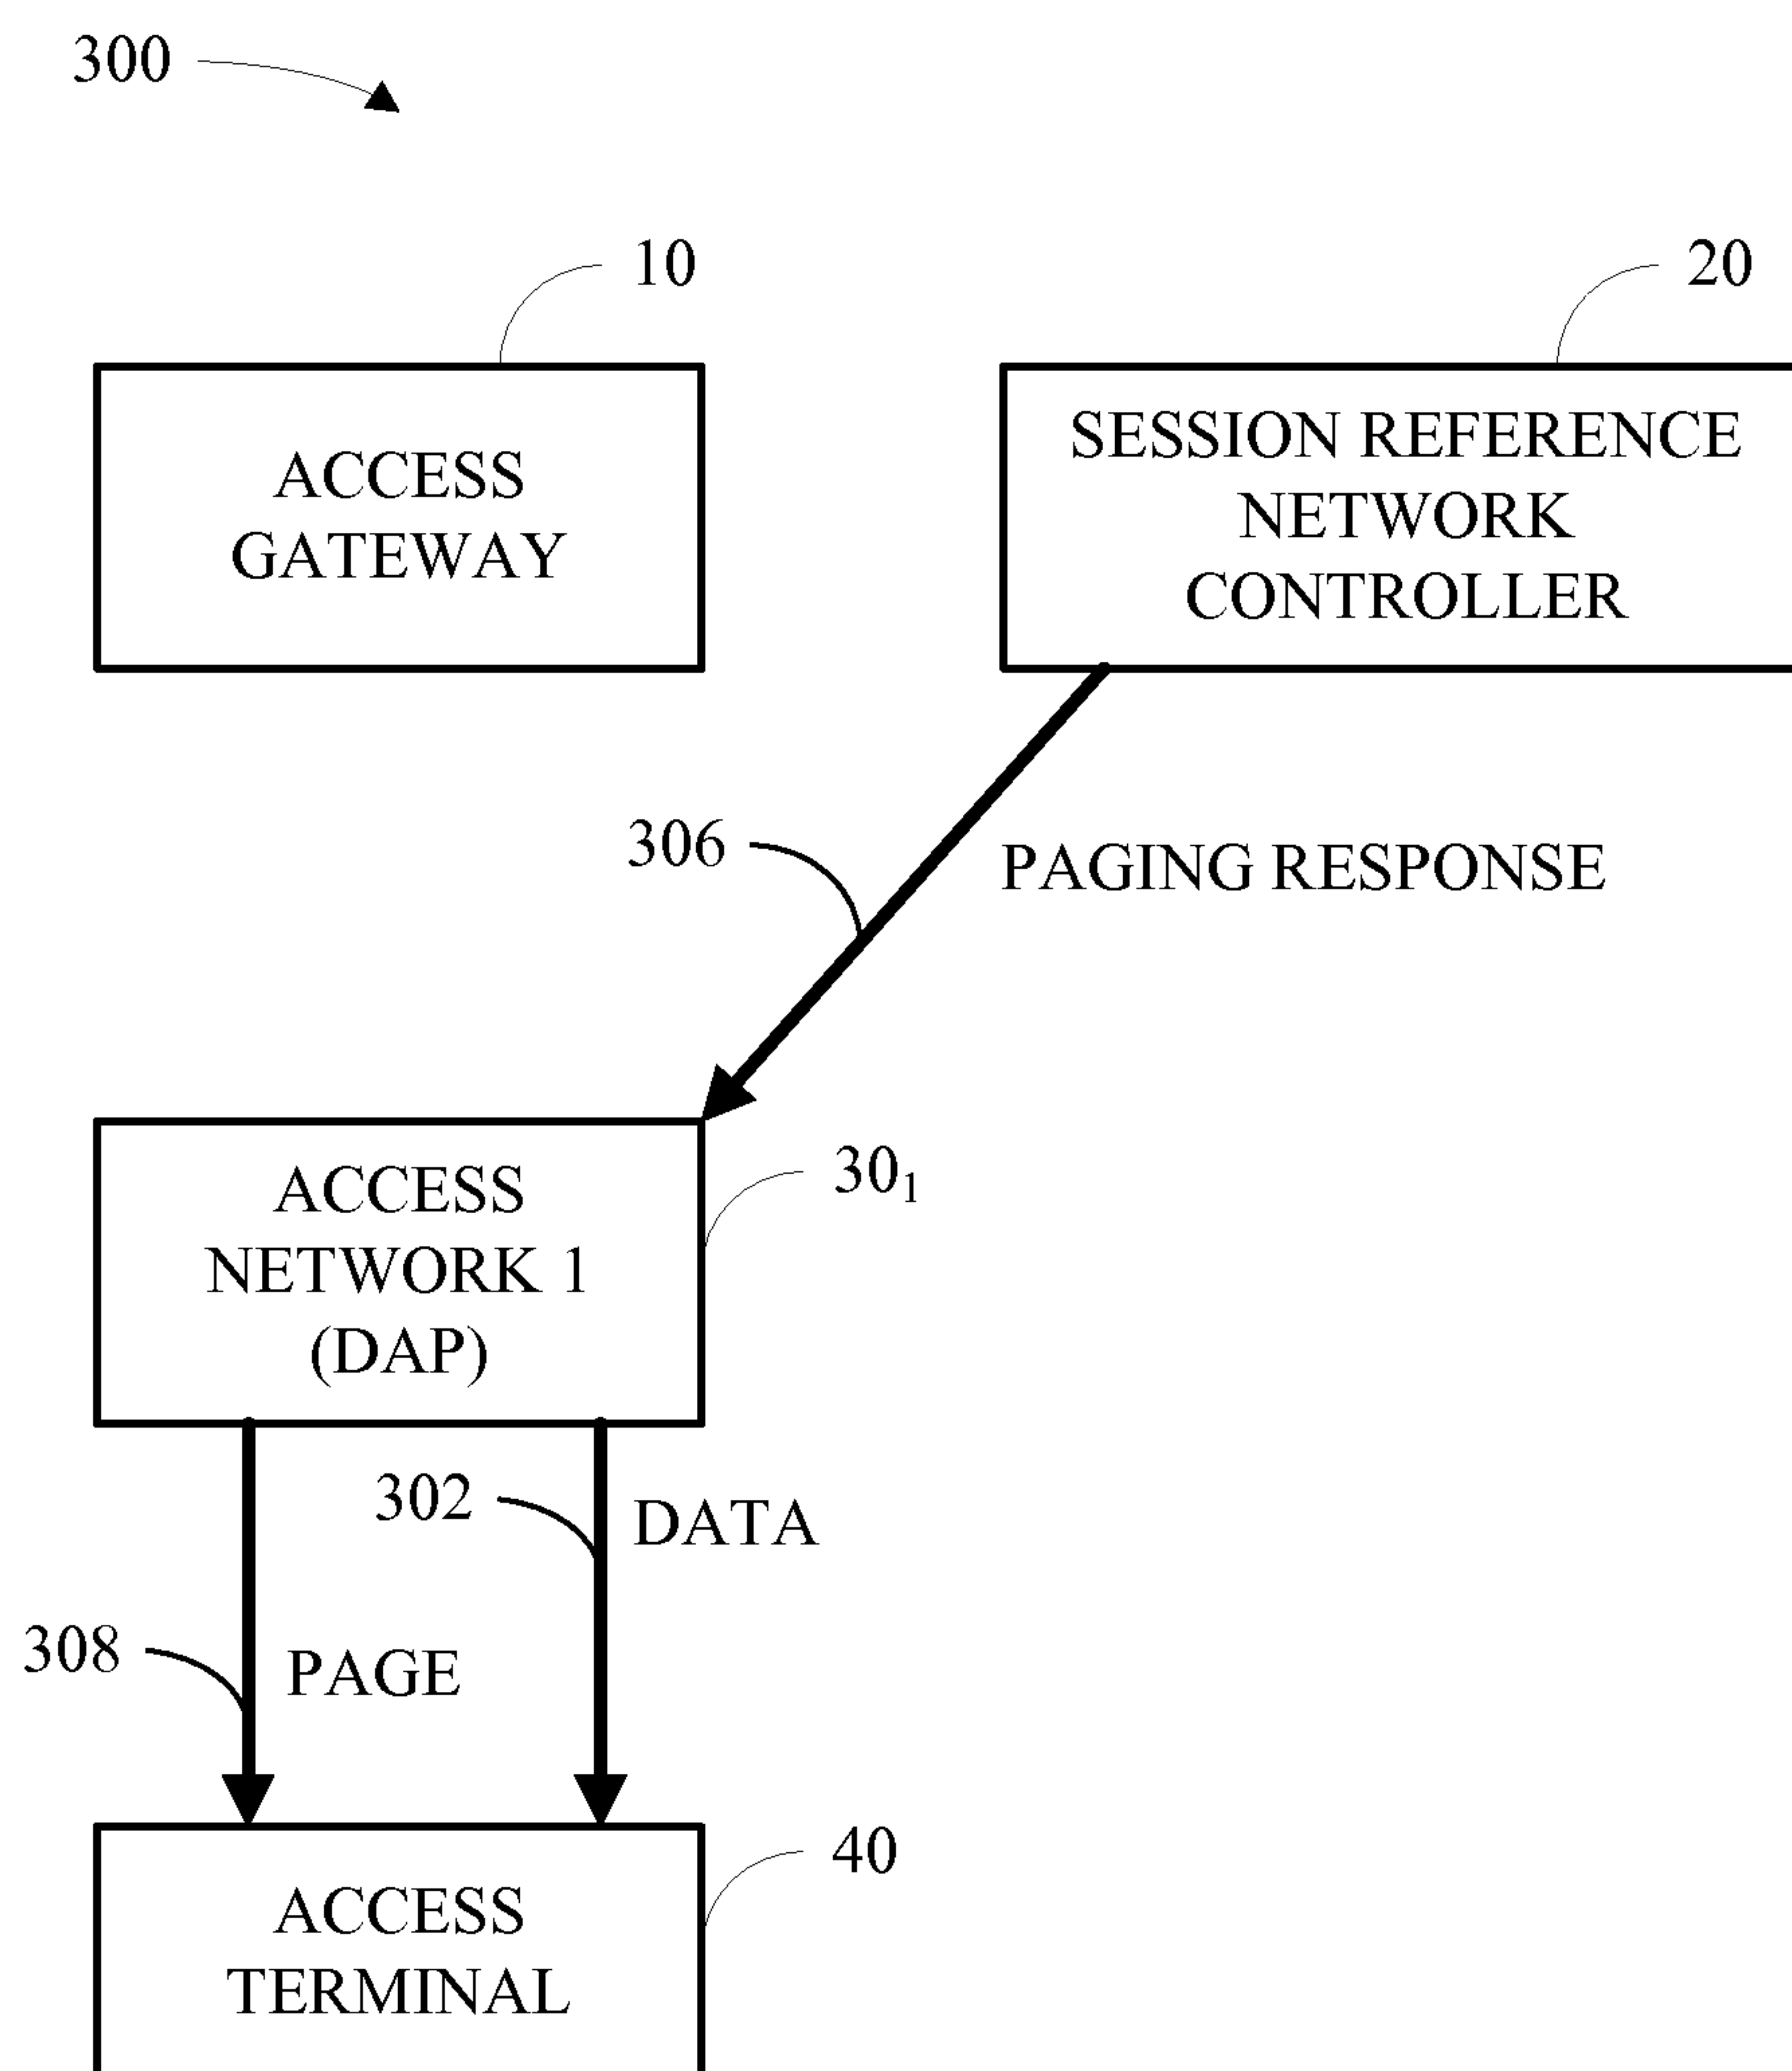 300
10
20
ACCESS
GATEWAY
SESSION REFERENCE
NETWORK
CONTROLLER
306
PAGING RESPONSE
ACCESS
NETWORK 1
(DAP)
30₁
302
DATA
308
PAGE
40
ACCESS
TERMINAL